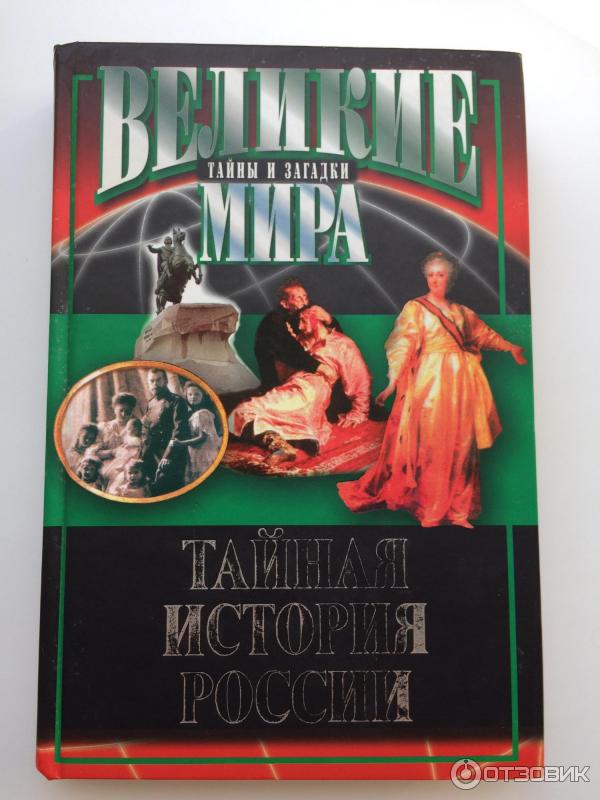 ВЕЛИКИЕ
ТАЙНЫ И ЗАГАДКИ
МИРА
ТАЙНАЯ
ИСТОРИЯ
РОССИИ
ОТЗОВИК